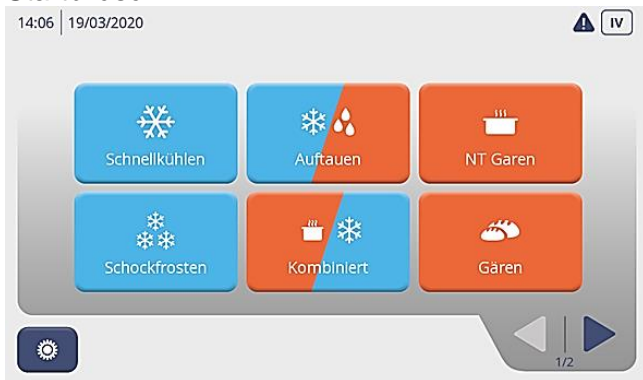 14:06 19/03/2020 IV
Schnellkühlen Auftauen NT Garen
Schockfrosten Kombiniert Gären
1/2